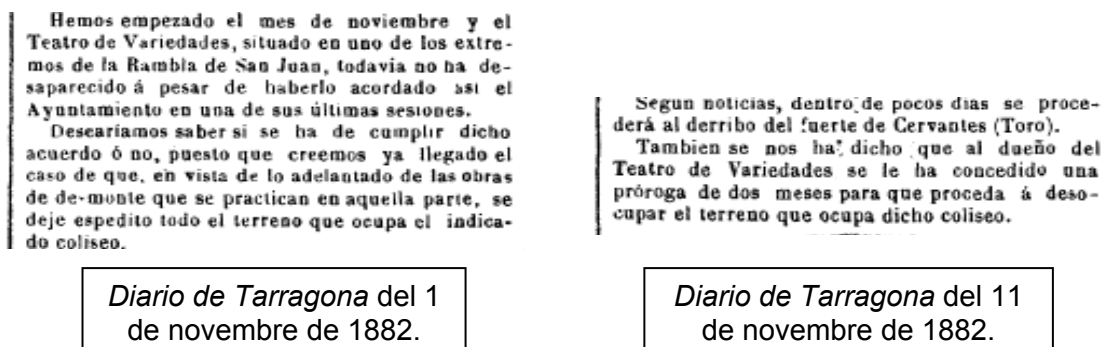 Hemos empezado el mes de noviembre y el
Teatro de Variedades, situado en uno de los extre-
mos de la Rambla de San Juan, todavia no ha de-
saparecido á pesar de haberlo acordado asi el
Ayuntamiento en una de sus últimas sesiones.
Desearíamos saber si se ha de cumplir dicho
acuerdo ó no, puesto que creemos ya llegado el
caso de que, en vista de lo adelantado de las obras
de de-monte que se practican en aquella parte, se
deje espedito todo el terreno que ocupa el indica-
do coliseo.
Diario de Tarragona del 1
de novembre de 1882.
Segun noticias, dentro de pocos dias se proce-
derá al derribo del fuerte de Cervantes (Toro).
Tambien se nos ha dicho que al dueño del
Teatro de Variedades se le ha concedido una
próroga de dos meses para que proceda á deso-
cupar el terreno que ocupa dicho coliseo.
Diario de Tarragona del 11
de novembre de 1882.